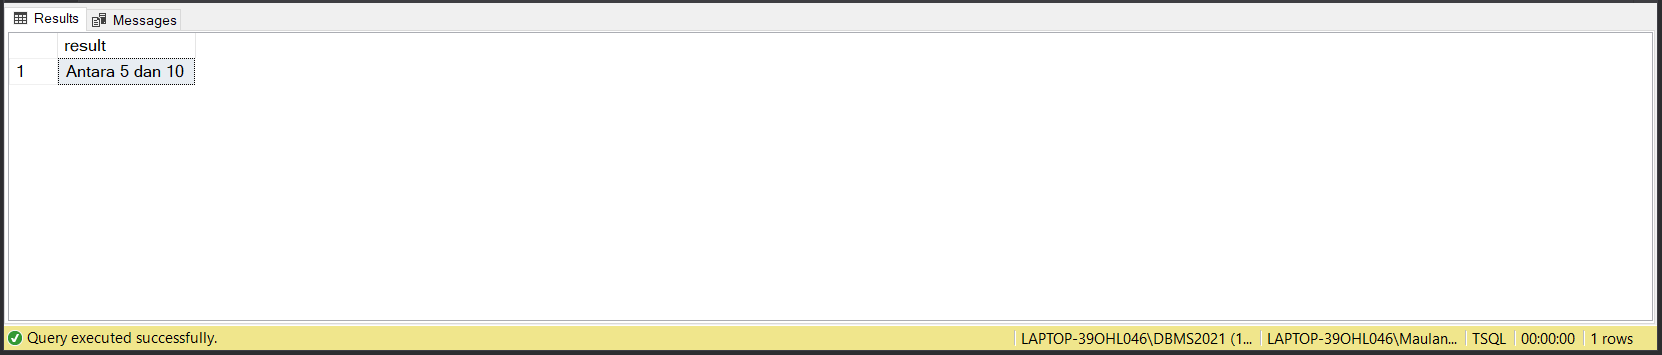 Results Messages
result
1 Antara 5 dan 10
Query executed successfully. LAPTOP-39OHL046\DBMS2021 (1... LAPTOP-39OHL046\Maulan... TSQL 00:00:00 1 rows